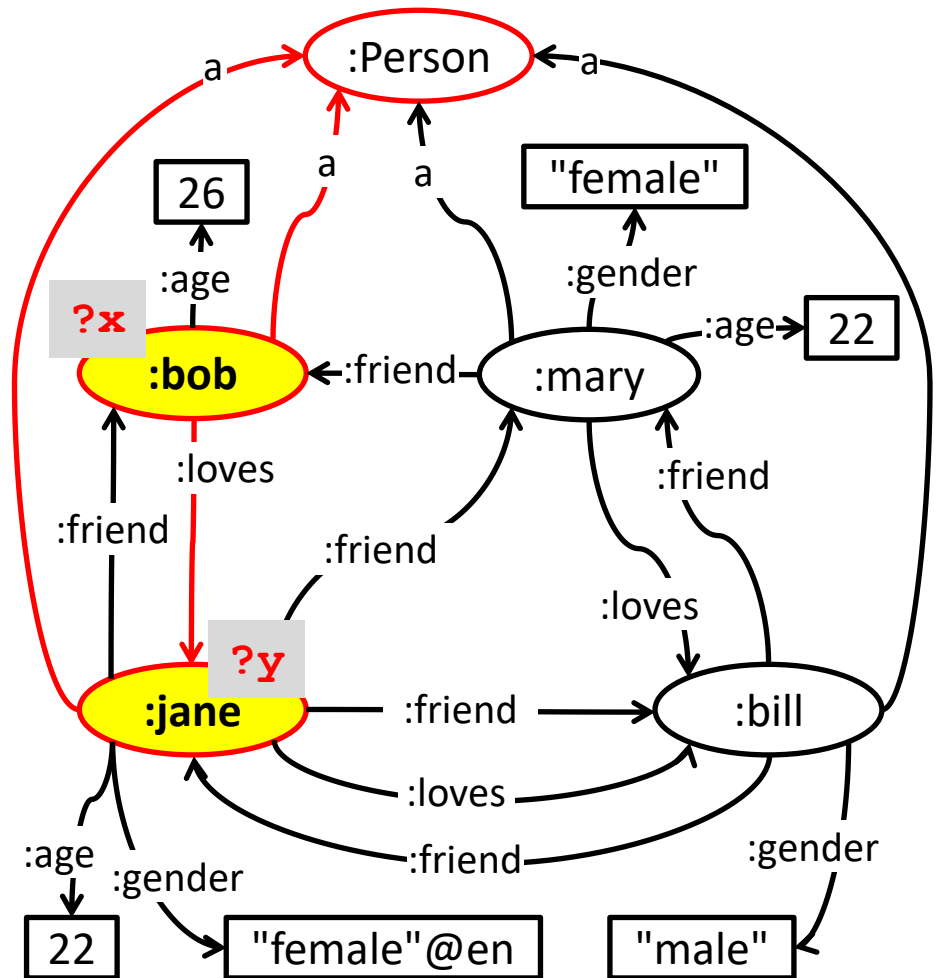 :Person
a
a
a
a
"female"
26
:gender
:age
?x
:age
22
:bob
:friend
:mary
:loves
:friend
:friend
:friend
:loves
?y
:jane
:friend
:bill
:loves
:friend
:age
:gender
:gender
22
"female"@en
"male"